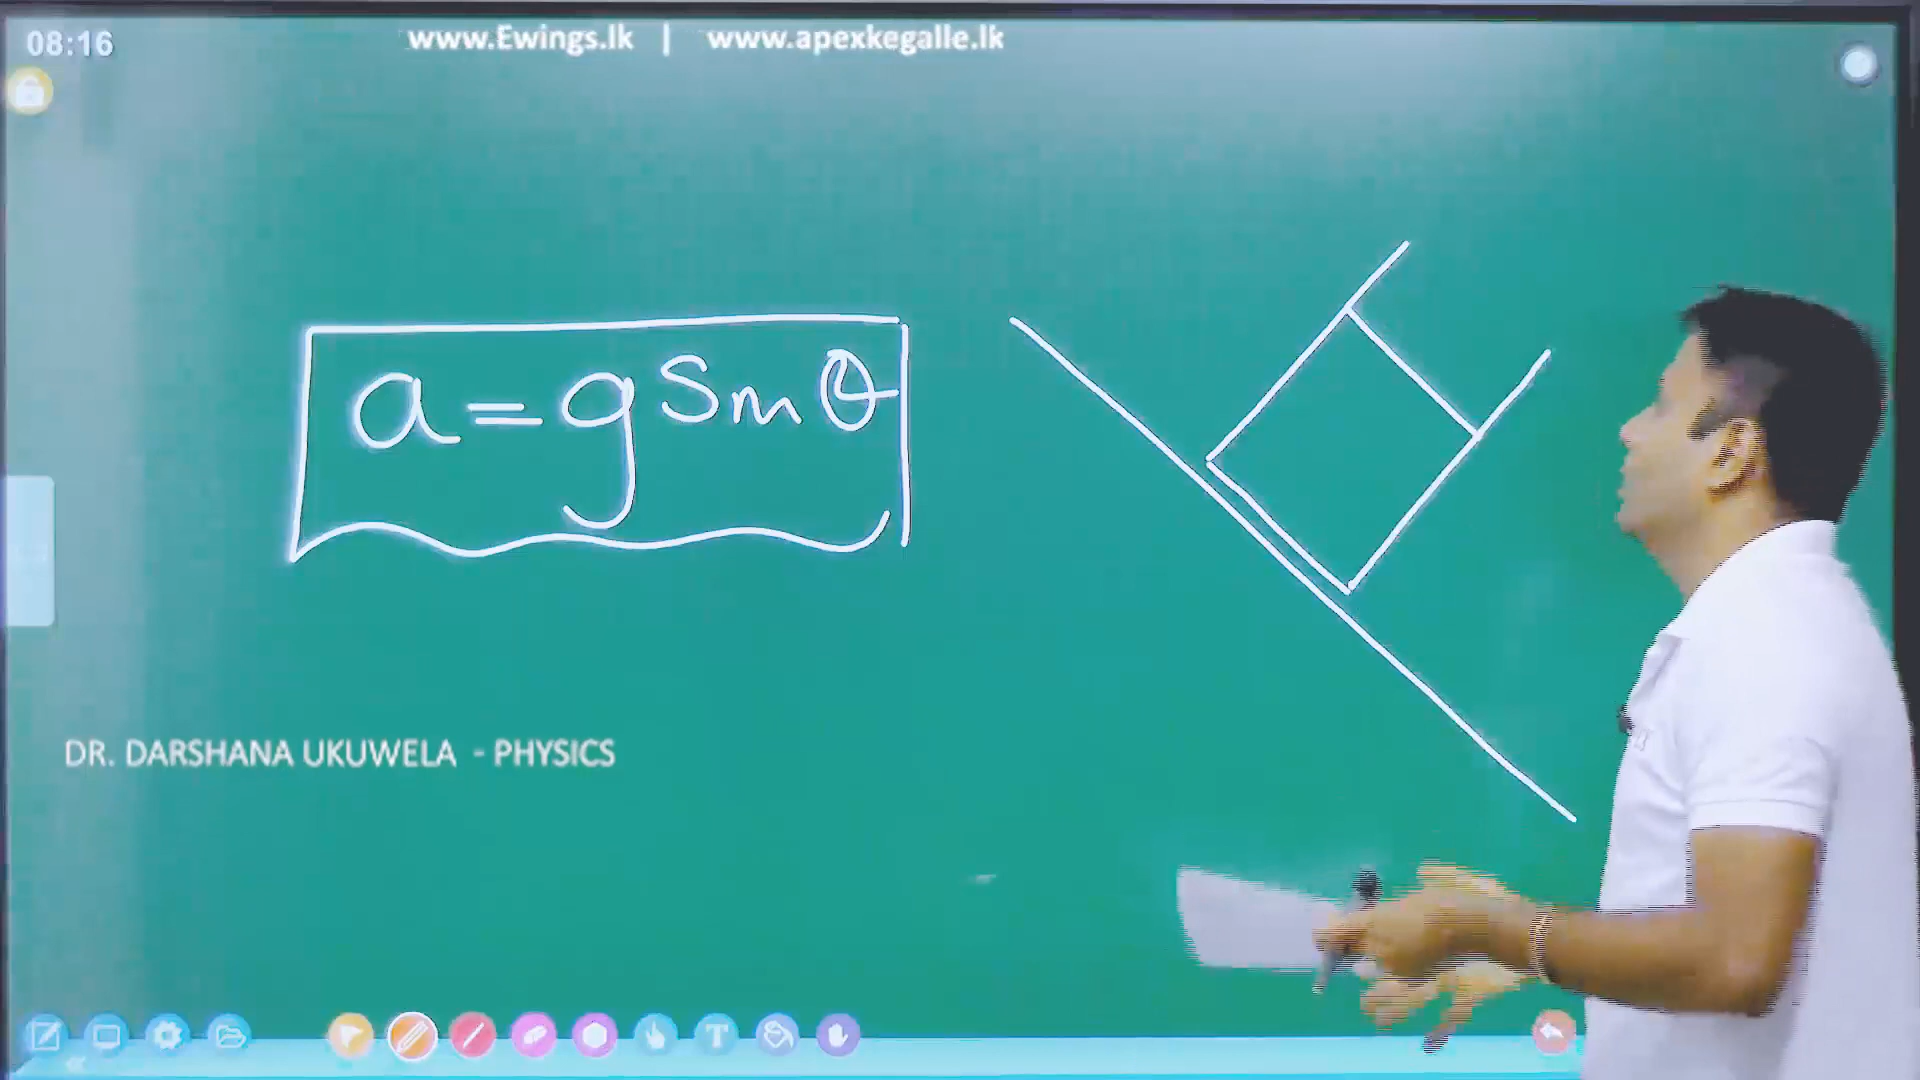 08:16
www.Ewings.lk | www.apexkegalle.lk
a = g Sin θ
DR. DARSHANA UKUWELA - PHYSICS
T